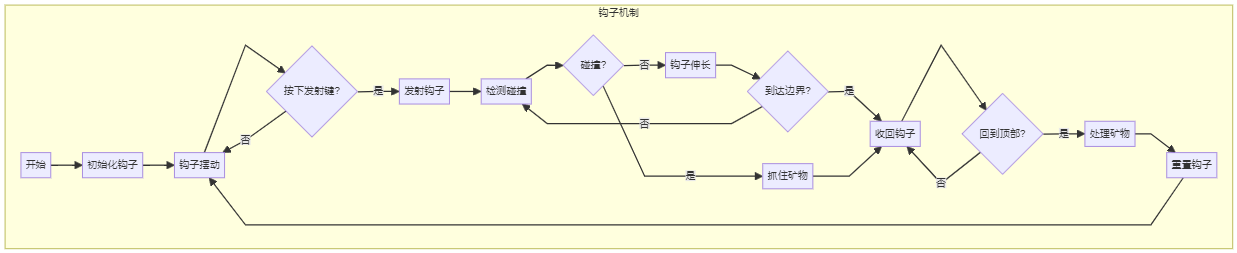 钩子机制
开始
初始化钩子
钩子摆动
按下发射键?
否
是
发射钩子
检测碰撞
碰撞?
否
钩子伸长
是
抓住矿物
到达边界?
否
是
收回钩子
回到顶部?
否
是
处理矿物
重置钩子